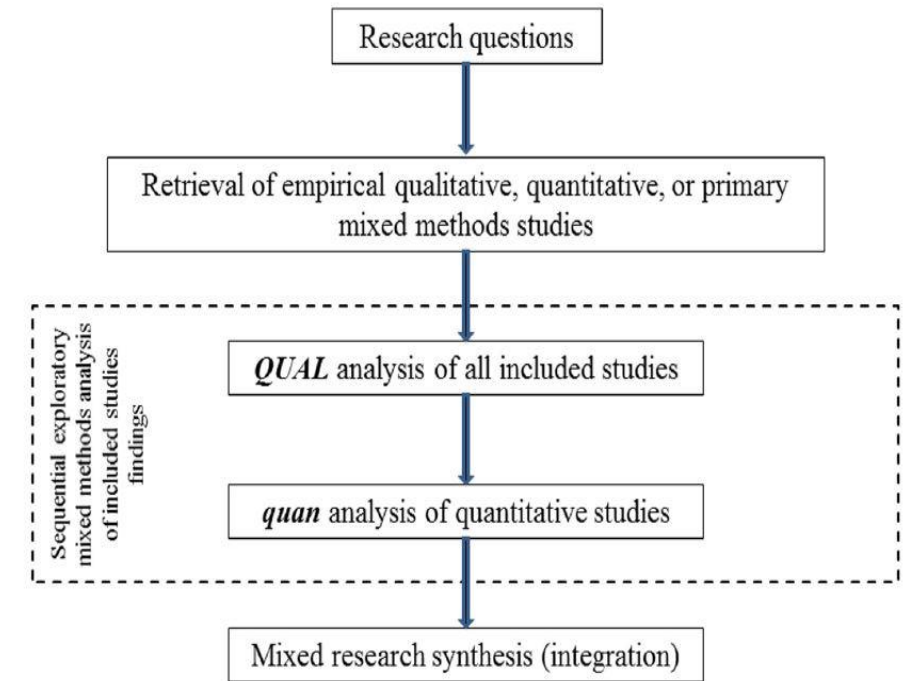 Research questions
Retrieval of empirical qualitative, quantitative, or primary
mixed methods studies
Sequential exploratory
mixed methods analysis
of included studies
findings
QUAL analysis of all included studies
quan analysis of quantitative studies
Mixed research synthesis (integration)